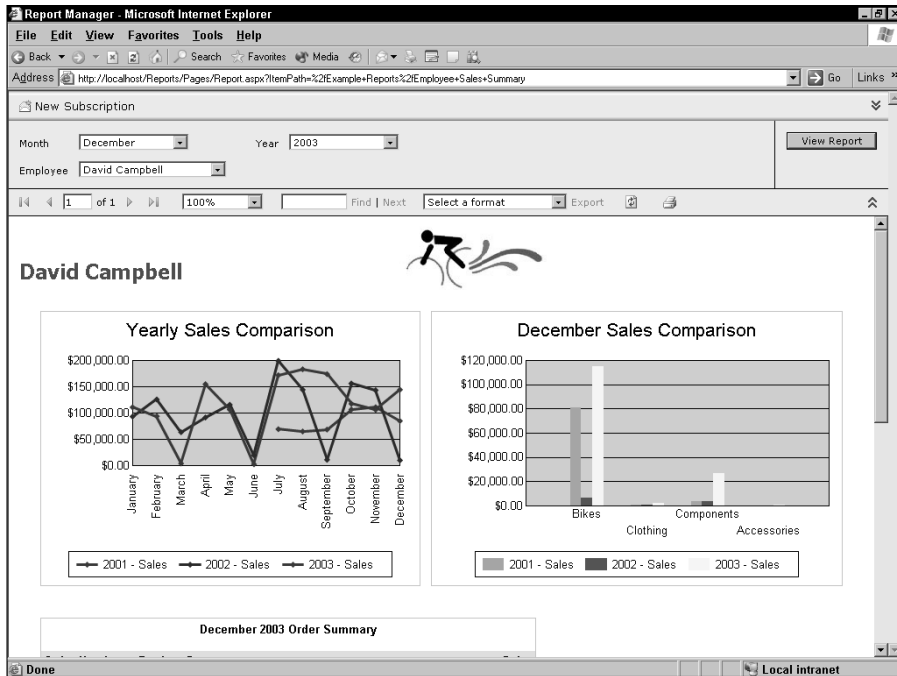 Report Manager - Microsoft Internet Explorer
File Edit View Favorites Tools Help
Back Search Favorites Media
Address http://localhost/Reports/Pages/Report.aspx?ItemPath=%2fExample+Reports%2fEmployee+Sales+Summary Go Links »
New Subscription
Month December Year 2003 View Report
Employee David Campbell
1 of 1 100% Find | Next Select a format Export
David Campbell
Yearly Sales Comparison
$200,000.00
$150,000.00
$100,000.00
$50,000.00
$0.00
January February March April May June July August September October November December
2001 - Sales 2002 - Sales 2003 - Sales
December Sales Comparison
$120,000.00
$100,000.00
$80,000.00
$60,000.00
$40,000.00
$20,000.00
$0.00
Bikes Components
Clothing Accessories
2001 - Sales 2002 - Sales 2003 - Sales
December 2003 Order Summary
Done Local intranet